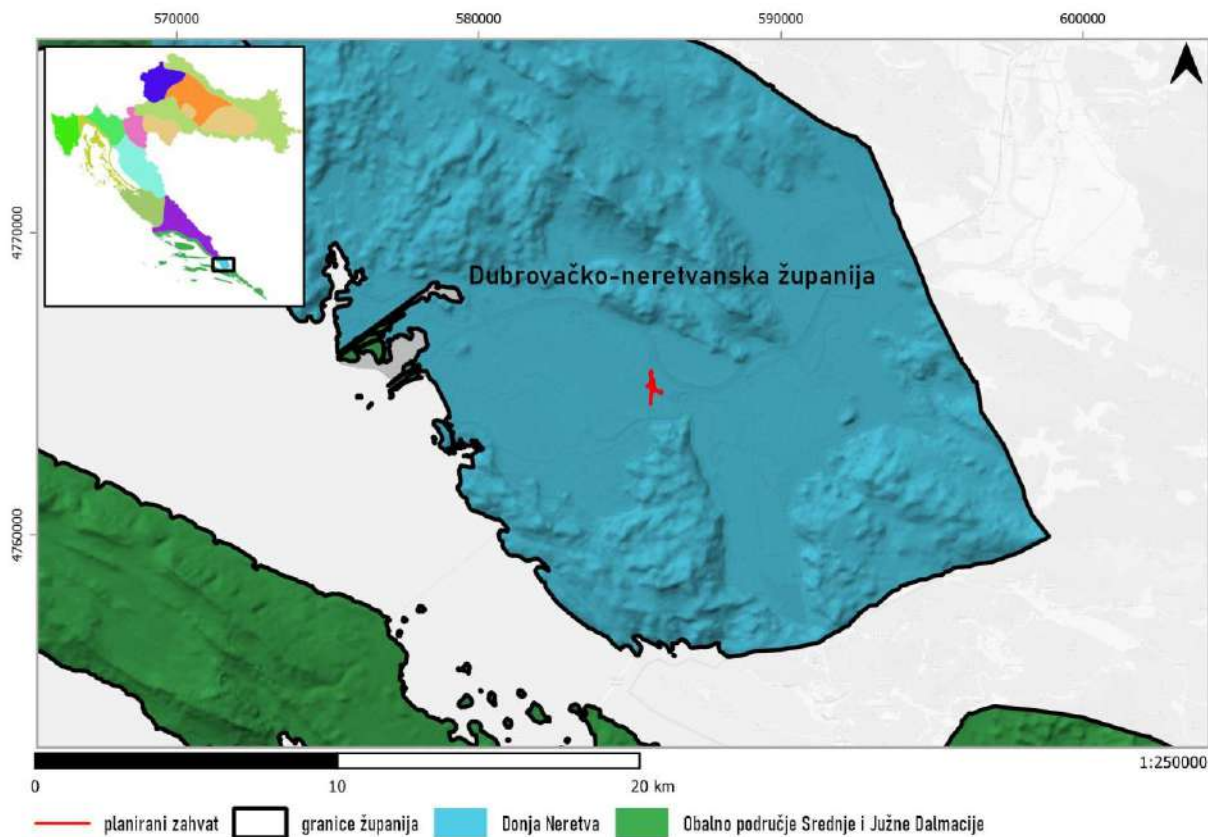 570000 580000 590000 600000
4770000
Dubrovačko-neretvanska županija
4760000
1:250000
0 10 20 km
planirani zahvat granice županija Donja Neretva Obalno područje Srednje i Južne Dalmacije